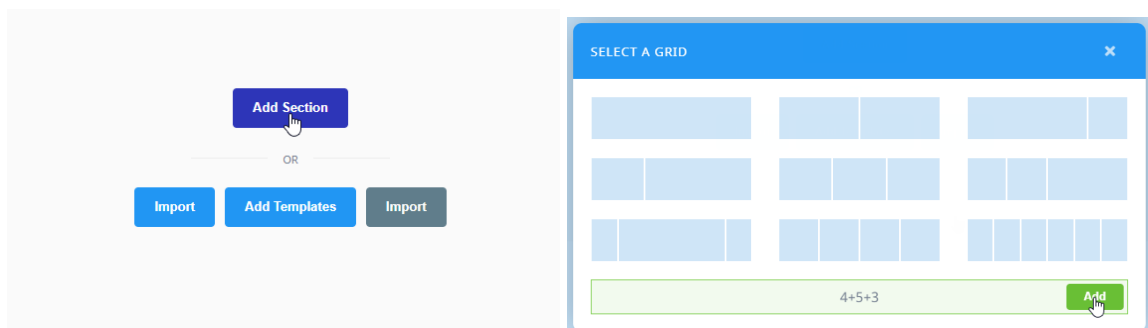 Add Section
OR
Import
Add Templates
Import
SELECT A GRID
×
4+5+3
Add